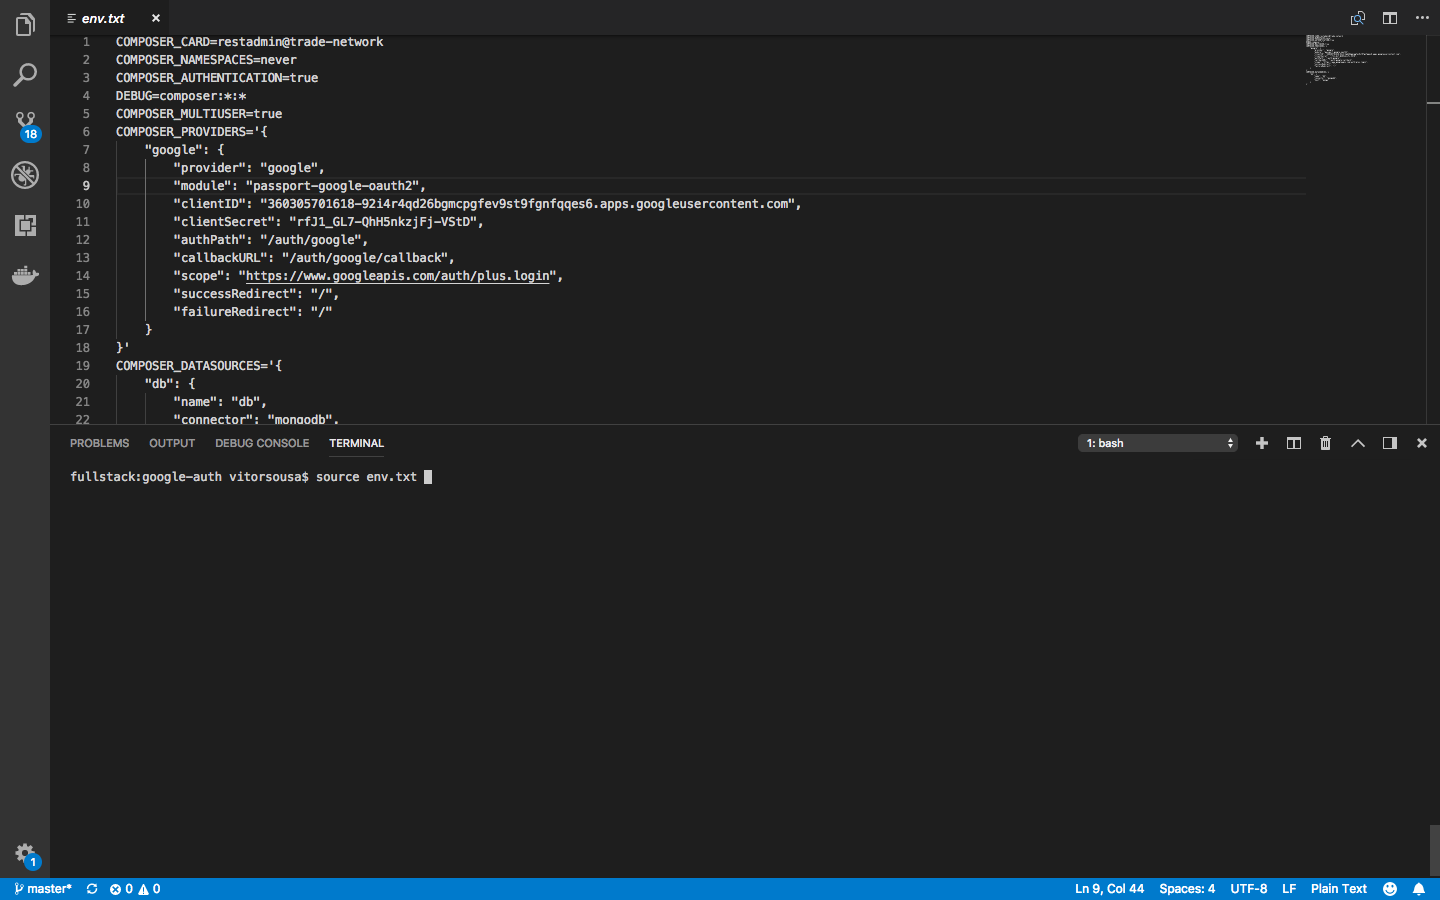 env.txt
1 COMPOSER_CARD=restadmin@trade-network
2 COMPOSER_NAMESPACES=never
3 COMPOSER_AUTHENTICATION=true
4 DEBUG=composer:*:*
5 COMPOSER_MULTIUSER=true
6 COMPOSER_PROVIDERS='{
7 "google": {
8 "provider": "google",
9 "module": "passport-google-oauth2",
10 "clientID": "360305701618-92i4r4qd26bgmcpgfev9st9fgnfqqes6.apps.googleusercontent.com",
11 "clientSecret": "rfJ1_GL7-QhH5nkzjFj-VStD",
12 "authPath": "/auth/google",
13 "callbackURL": "/auth/google/callback",
14 "scope": "https://www.googleapis.com/auth/plus.login",
15 "successRedirect": "/",
16 "failureRedirect": "/"
17 }
18 }'
19 COMPOSER_DATASOURCES='{
20 "db": {
21 "name": "db",
22 "connector": "mongodb",
18
PROBLEMS OUTPUT DEBUG CONSOLE TERMINAL 1: bash
fullstack:google-auth vitorsousa$ source env.txt
1
master* 0 0 Ln 9, Col 44 Spaces: 4 UTF-8 LF Plain Text